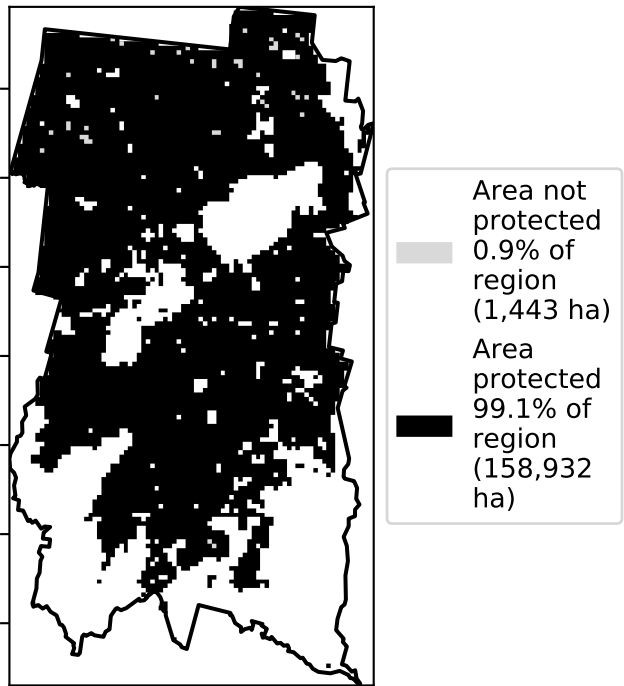 Area not
protected
0.9% of
region
(1,443 ha)
Area
protected
99.1% of
region
(158,932
ha)